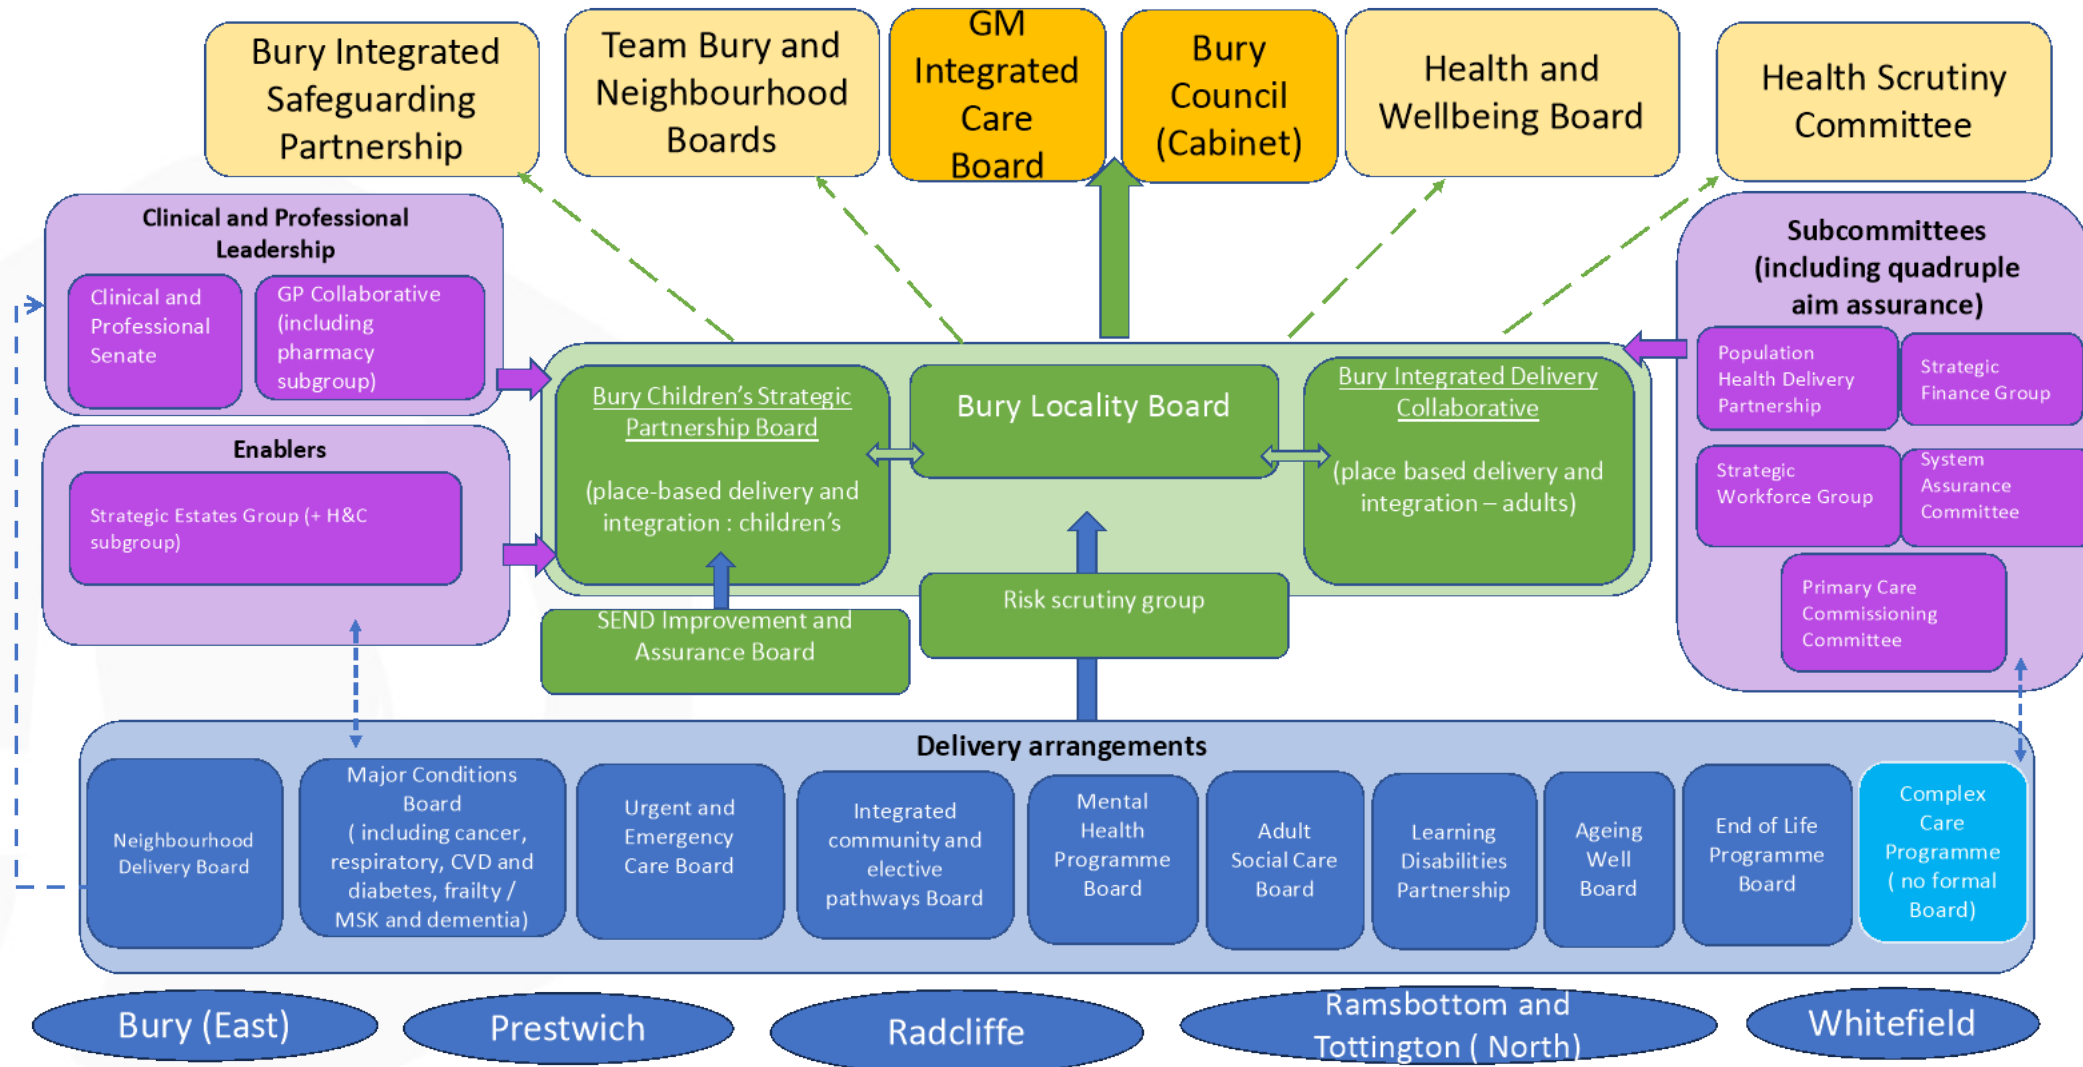 Bury Integrated
Safeguarding
Partnership
Team Bury and
Neighbourhood
Boards
GM
Integrated
Care
Board
Bury
Council
(Cabinet)
Health and
Wellbeing Board
Health Scrutiny
Committee
Clinical and Professional
Leadership
Clinical and
Professional
Senate
GP Collaborative
(including
pharmacy
subgroup)
Enablers
Strategic Estates Group (+ H&C
subgroup)
Bury Children’s Strategic
Partnership Board
(place-based delivery and
integration : children’s
Bury Locality Board
Bury Integrated Delivery
Collaborative
(place based delivery and
integration – adults)
SEND Improvement and
Assurance Board
Risk scrutiny group
Subcommittees
(including quadruple
aim assurance)
Population
Health Delivery
Partnership
Strategic
Finance Group
Strategic
Workforce Group
System
Assurance
Committee
Primary Care
Commissioning
Committee
Delivery arrangements
Neighbourhood
Delivery Board
Major Conditions
Board
( including cancer,
respiratory, CVD and
diabetes, frailty /
MSK and dementia)
Urgent and
Emergency
Care Board
Integrated
community and
elective
pathways Board
Mental
Health
Programme
Board
Adult
Social Care
Board
Learning
Disabilities
Partnership
Ageing
Well
Board
End of Life
Programme
Board
Complex
Care
Programme
( no formal
Board)
Bury (East)
Prestwich
Radcliffe
Ramsbottom and
Tottington ( North)
Whitefield